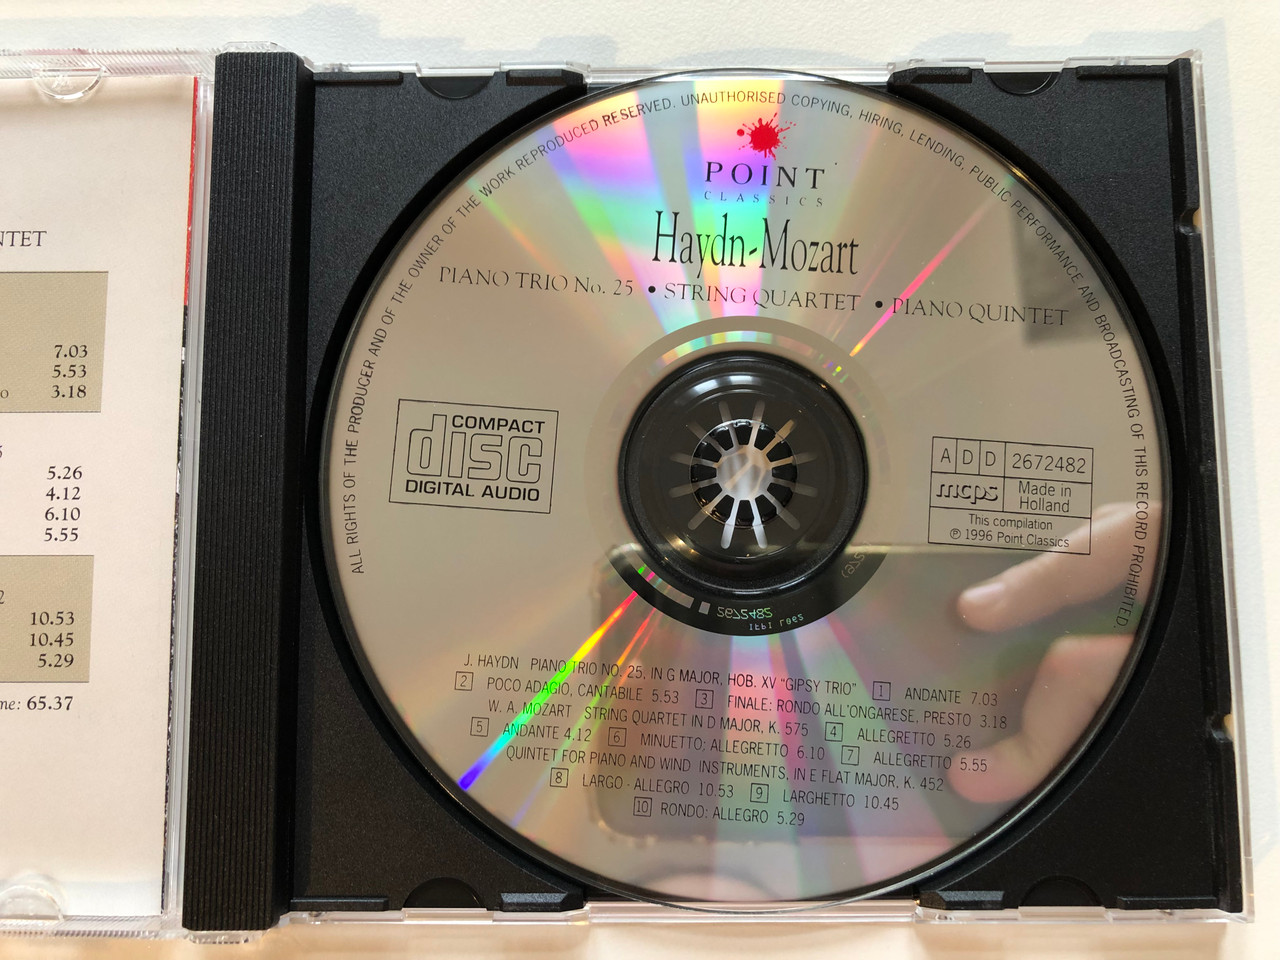 NTET
7.03
5.53
o 3.18
5
5.26
4.12
6.10
5.55
2
10.53
10.45
5.29
me: 65.37
ALL RIGHTS OF THE PRODUCER AND OF THE OWNER OF THE WORK REPRODUCED RESERVED. UNAUTHORISED COPYING, HIRING, LENDING, PUBLIC PERFORMANCE AND BROADCASTING OF THIS RECORD PROHIBITED.
POINT
CLASSICS
Haydn-Mozart
PIANO TRIO No. 25 • STRING QUARTET • PIANO QUINTET
COMPACT
disc
DIGITAL AUDIO
A D D 2672482
mcps Made in Holland
This compilation
℗ 1996 Point Classics
2672482
J. HAYDN PIANO TRIO NO. 25, IN G MAJOR, HOB. XV "GIPSY TRIO" 1 ANDANTE 7.03
2 POCO ADAGIO, CANTABILE 5.53 3 FINALE: RONDO ALL'ONGARESE, PRESTO 3.18
W. A. MOZART STRING QUARTET IN D MAJOR, K. 575 4 ALLEGRETTO 5.26
5 ANDANTE 4.12 6 MINUETTO; ALLEGRETTO 6.10 7 ALLEGRETTO 5.55
QUINTET FOR PIANO AND WIND INSTRUMENTS, IN E FLAT MAJOR, K. 452
8 LARGO - ALLEGRO 10.53 9 LARGHETTO 10.45
10 RONDO: ALLEGRO 5.29